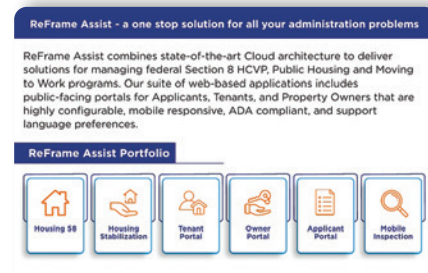 ReFrame Assist - a one stop solution for all your administration problems
ReFrame Assist combines state-of-the-art Cloud architecture to deliver
solutions for managing federal Section 8 HCVP, Public Housing and Moving
to Work programs. Our suite of web-based applications includes
public-facing portals for Applicants, Tenants, and Property Owners that are
highly configurable, mobile responsive, ADA compliant, and support
language preferences.
ReFrame Assist Portfolio
Housing S8
Housing
Stabilization
Tenant
Portal
Owner
Portal
Applicant
Portal
Mobile
Inspection